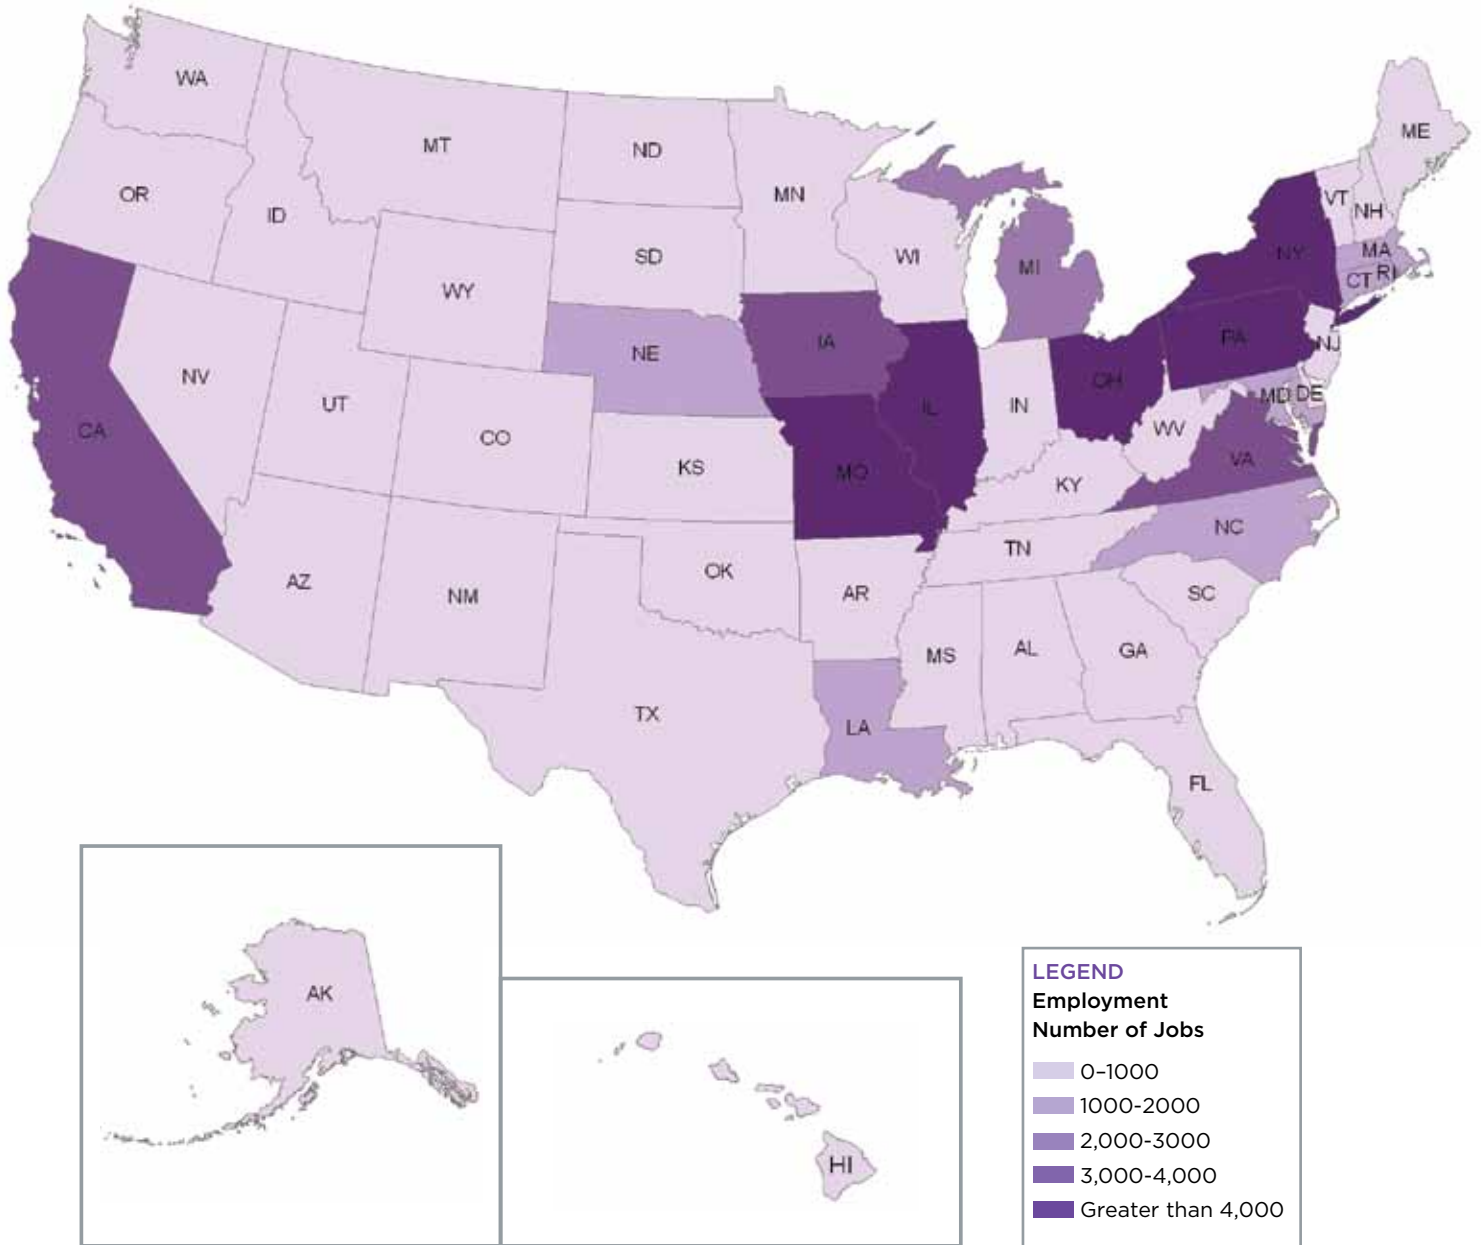 WA
MT
ND
MN
ME
OR
ID
SD
WI
MI
VT
NH
NY
MA
CT
RI
WY
NE
IA
PA
NJ
NV
UT
CO
IL
IN
OH
MD
DE
WV
VA
CA
KS
MO
KY
NC
TN
AZ
NM
OK
AR
SC
MS
AL
GA
TX
LA
FL
AK
HI
LEGEND
Employment
Number of Jobs
0–1000
1000-2000
2,000-3000
3,000-4,000
Greater than 4,000